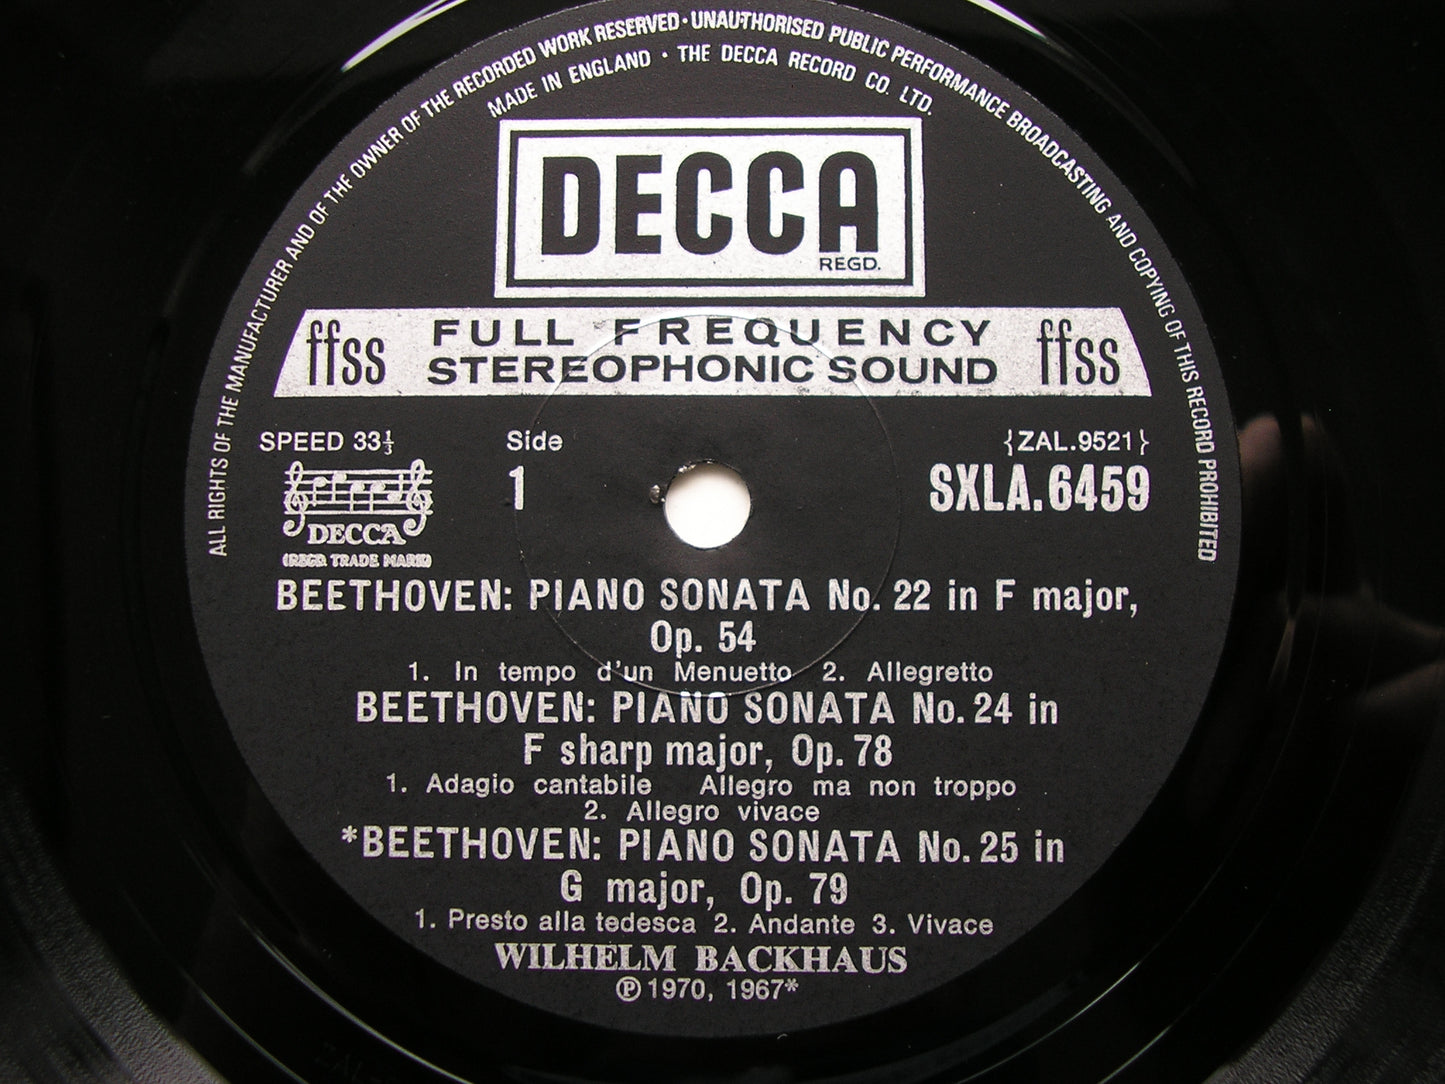 ALL RIGHTS OF THE MANUFACTURER AND OF THE OWNER OF THE RECORDED WORK RESERVED · UNAUTHORISED PUBLIC PERFORMANCE BROADCASTING AND COPYING OF THIS RECORD PROHIBITED
MADE IN ENGLAND · THE DECCA RECORD CO. LTD.
DECCA
REGD.
ffss FULL FREQUENCY ffss
STEREOPHONIC SOUND
SPEED 33⅓ Side {ZAL.9521}
1 SXLA.6459
DECCA
(REGD. TRADE MARK)
BEETHOVEN: PIANO SONATA No. 22 in F major,
Op. 54
1. In tempo d'un Menuetto 2. Allegretto
BEETHOVEN: PIANO SONATA No. 24 in
F sharp major, Op. 78
1. Adagio cantabile Allegro ma non troppo
2. Allegro vivace
*BEETHOVEN: PIANO SONATA No. 25 in
G major, Op. 79
1. Presto alla tedesca 2. Andante 3. Vivace
WILHELM BACKHAUS
℗ 1970, 1967*